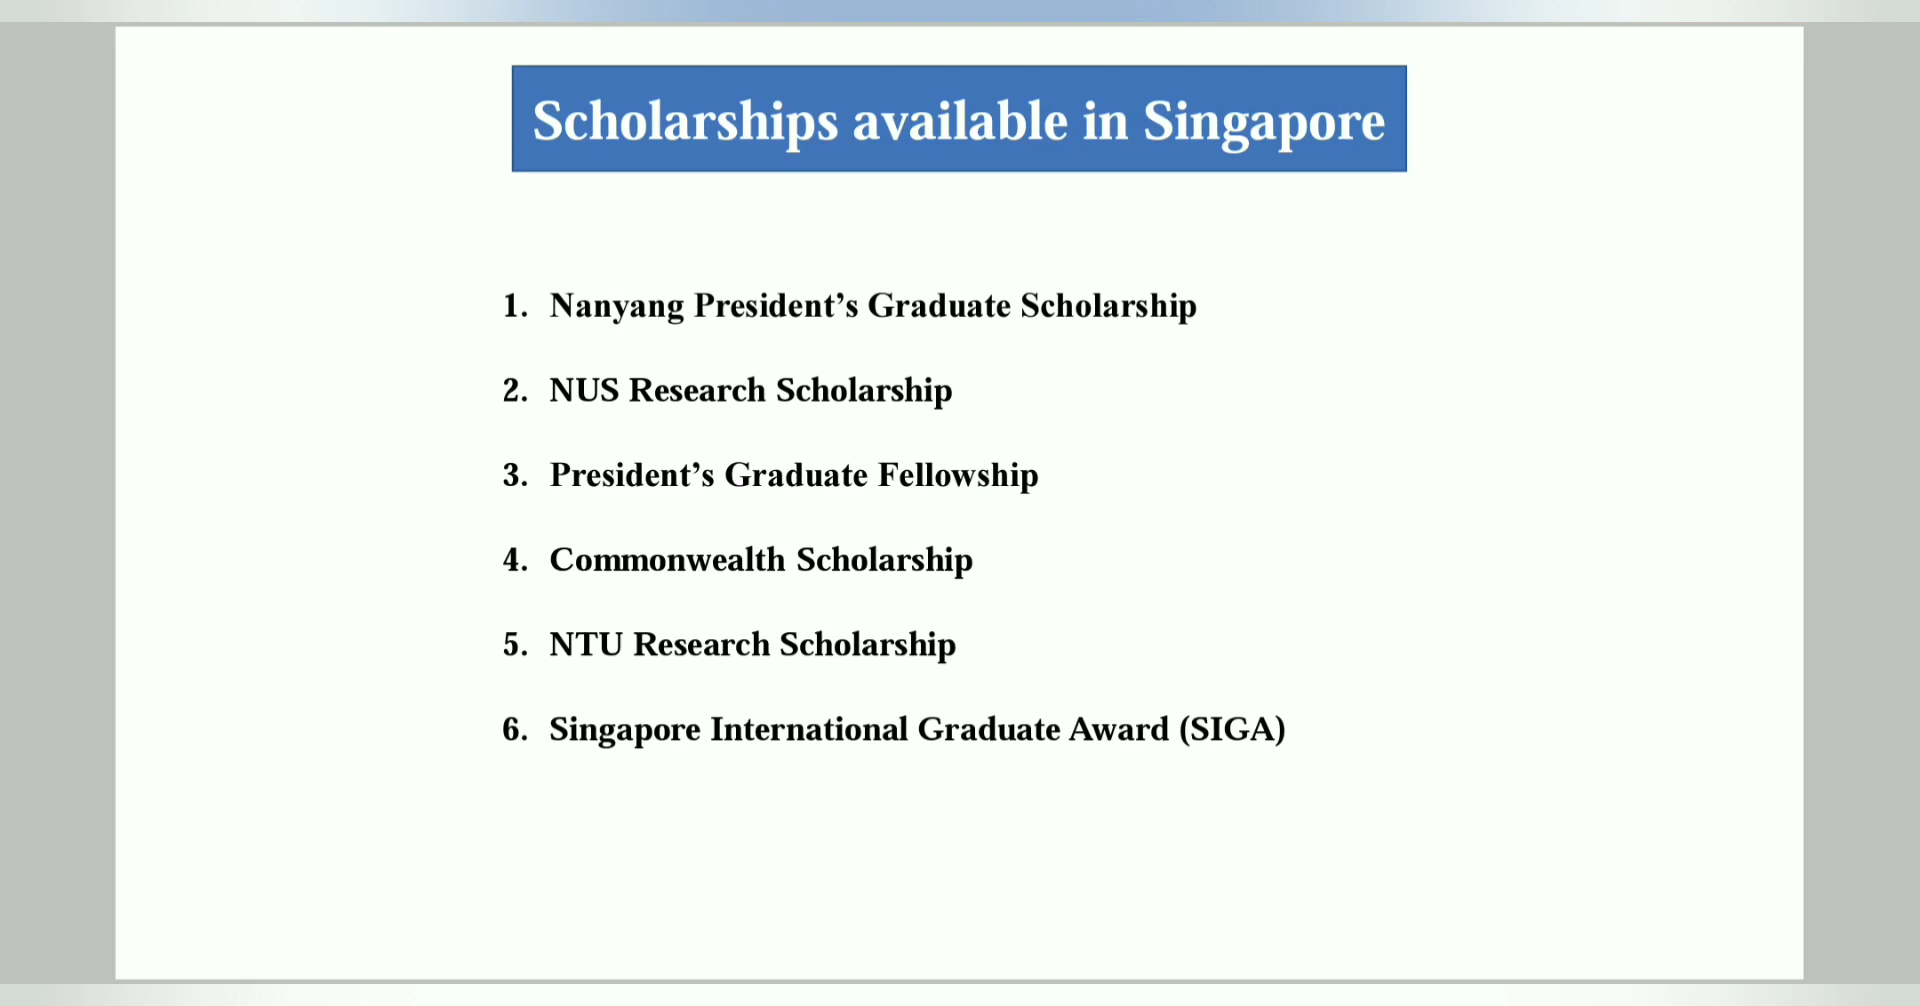 Scholarships available in Singapore
1. Nanyang President’s Graduate Scholarship
2. NUS Research Scholarship
3. President’s Graduate Fellowship
4. Commonwealth Scholarship
5. NTU Research Scholarship
6. Singapore International Graduate Award (SIGA)